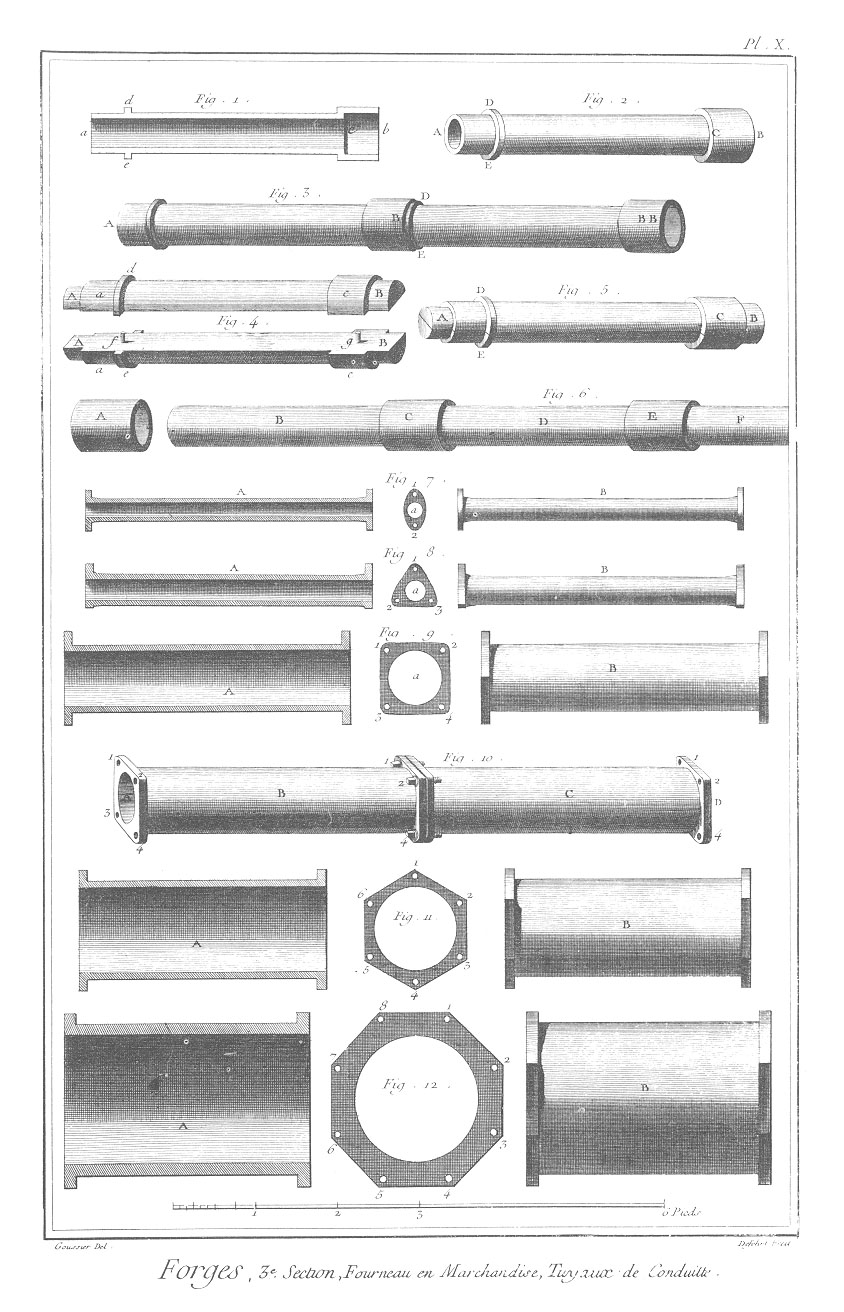 Pl. X.
Fig. 1. Fig. 2.
d D
a C b A C B
e E
Fig. 3.
D
A B BB
E
d
A a c B
Fig. 4. Fig. 5.
D
A C B
E
A f g B
a e c
Fig. 6.
A B C D E F
Fig. 7.
A 1 a 2 B
Fig. 8.
A 1 a 2 3 B
Fig. 9.
1 2
A a B
3 4
Fig. 10.
1 2 1 2 1 2
A B C D
3 4 4 4
1
6 2
Fig. 11.
A B
5 3
4
8 1
7 2
Fig. 12.
A B
6 3
5 4
1 2 3 6 Pieds
Goussier Del. Defehrt Fecit
Forges, 3e. Section, Fourneau en Marchandise, Tuyaux de Conduitte.